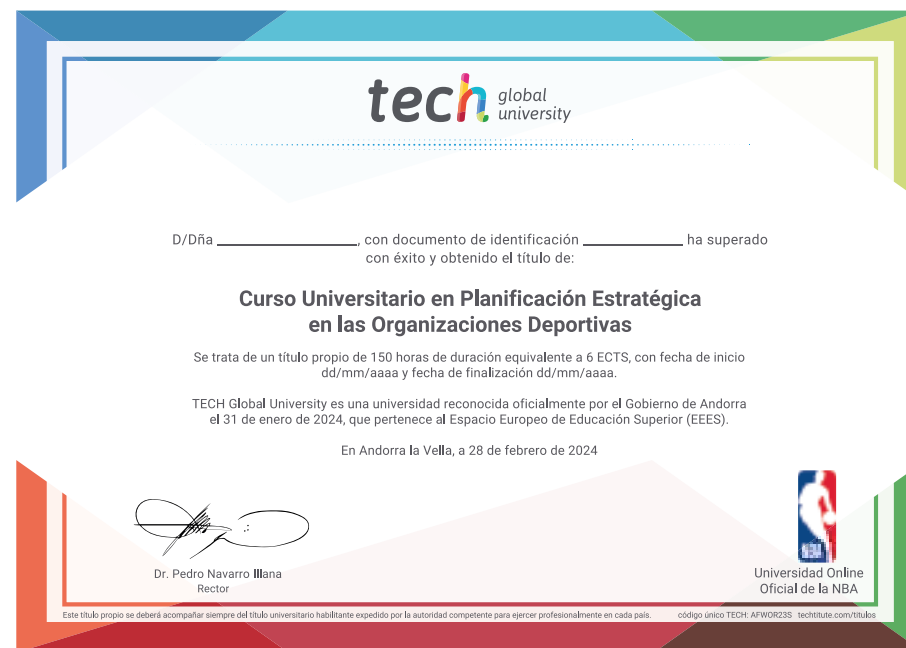 tech global university
D/Dña ____________, con documento de identificación ____________ ha superado
con éxito y obtenido el título de:
Curso Universitario en Planificación Estratégica
en las Organizaciones Deportivas
Se trata de un título propio de 150 horas de duración equivalente a 6 ECTS, con fecha de inicio
dd/mm/aaaa y fecha de finalización dd/mm/aaaa.
TECH Global University es una universidad reconocida oficialmente por el Gobierno de Andorra
el 31 de enero de 2024, que pertenece al Espacio Europeo de Educación Superior (EEES).
En Andorra la Vella, a 28 de febrero de 2024
Dr. Pedro Navarro Illana
Rector
NBA
Universidad Online
Oficial de la NBA
Este título propio se deberá acompañar siempre del título universitario habilitante expedido por la autoridad competente para ejercer profesionalmente en cada país.
código único TECH: AFWOR23S techtitute.com/titulos